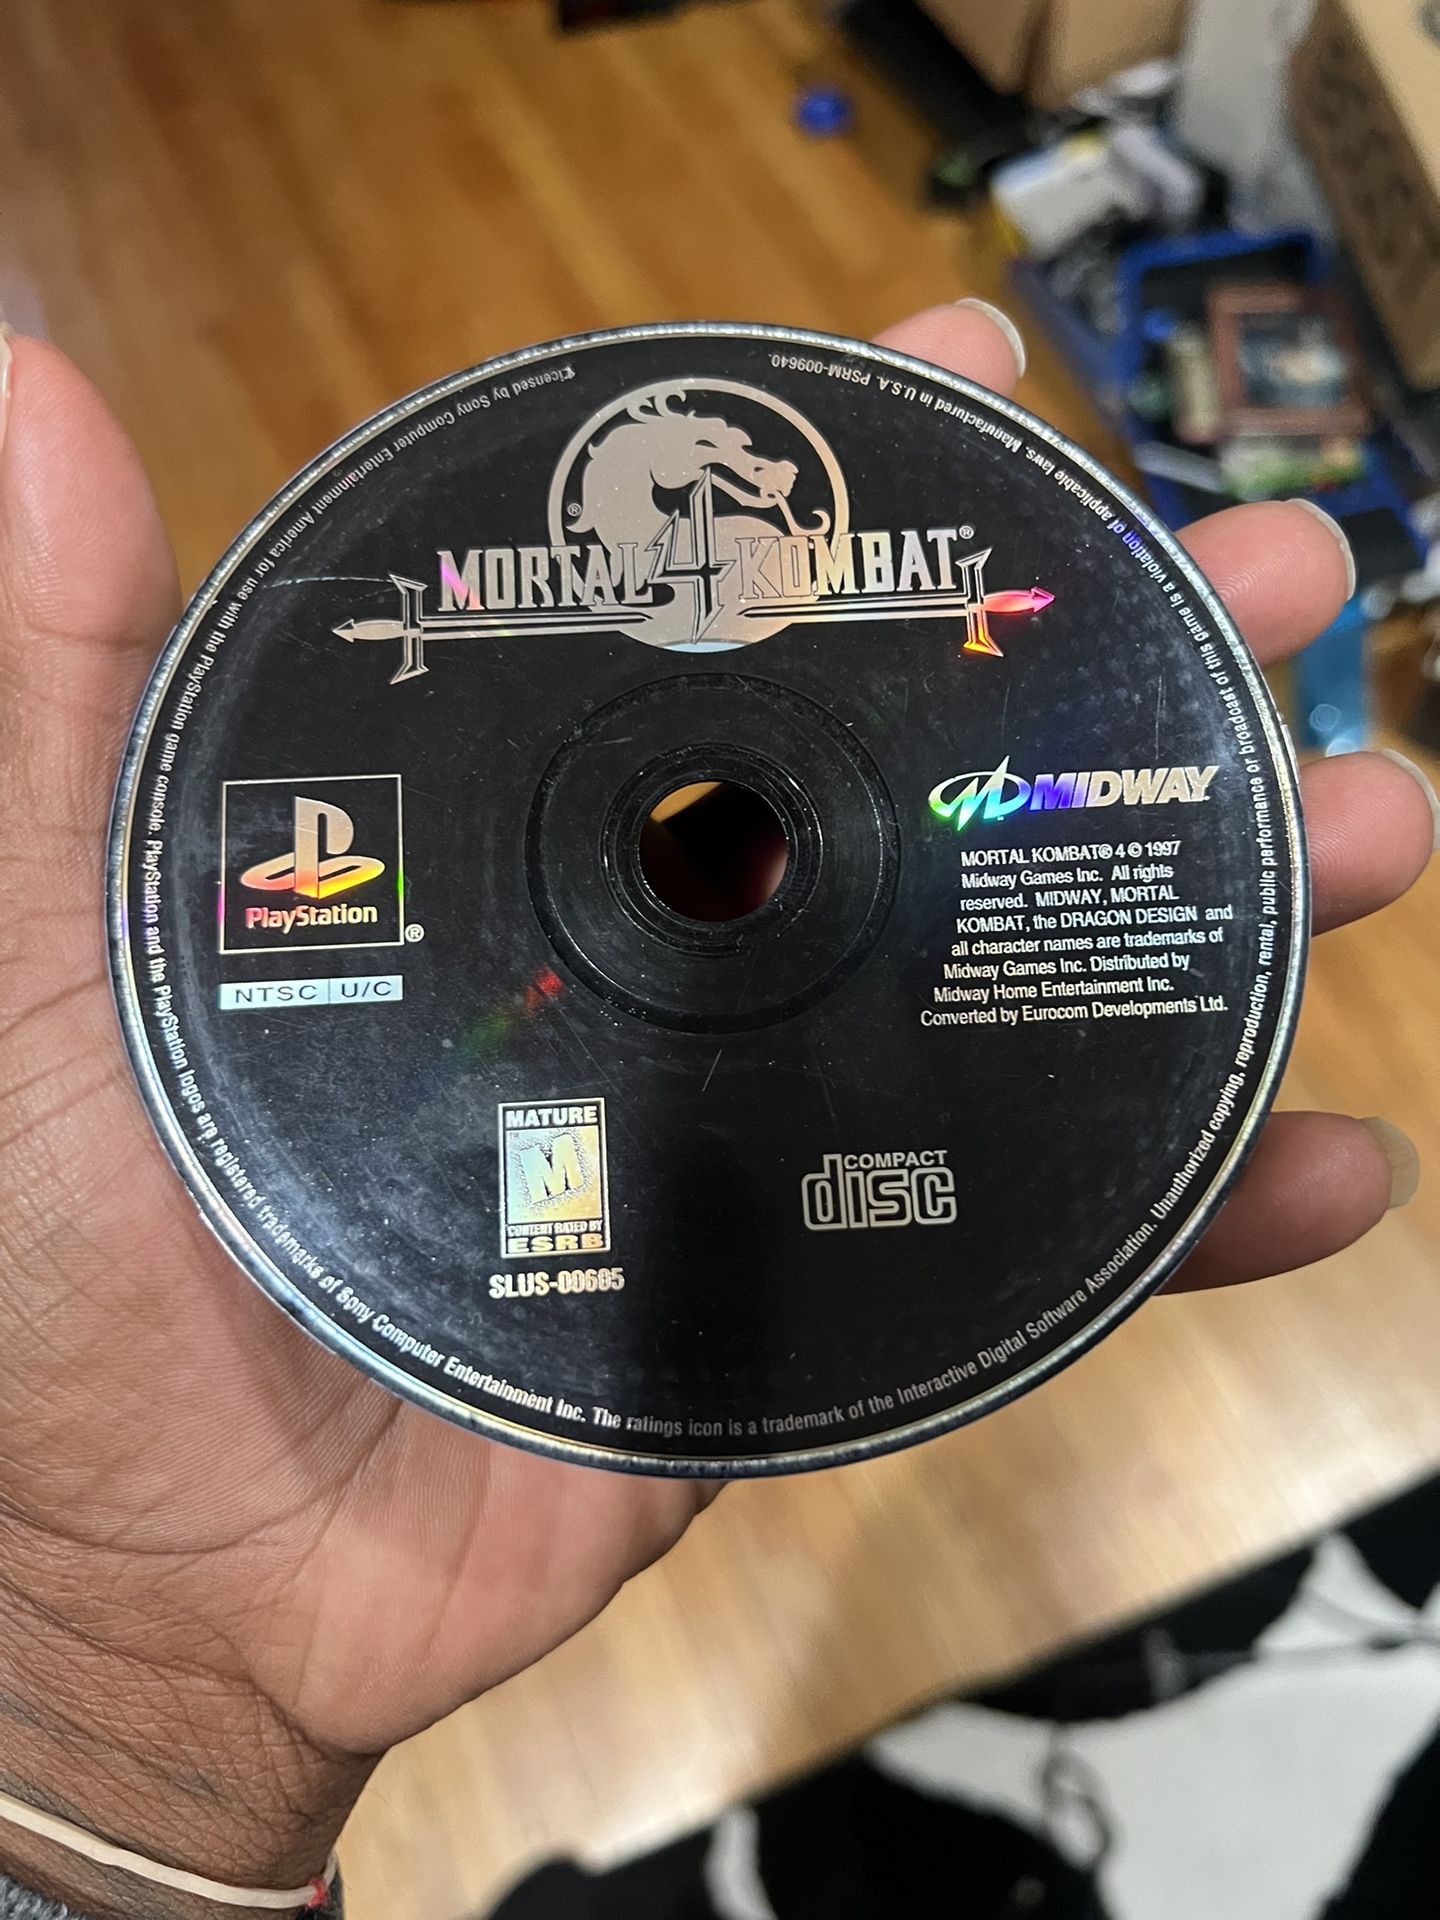 MORTAL 4 KOMBAT®
®
PlayStation
®
NTSC U/C
MIDWAY
MORTAL KOMBAT® 4 © 1997
Midway Games Inc. All rights
reserved. MIDWAY, MORTAL
KOMBAT, the DRAGON DESIGN and
all character names are trademarks of
Midway Games Inc. Distributed by
Midway Home Entertainment Inc.
Converted by Eurocom Developments Ltd.
MATURE
M
CONTENT RATED BY
ESRB
SLUS-00605
COMPACT
disc
Licensed by Sony Computer Entertainment America for use with the PlayStation game console. PlayStation and the PlayStation logos are registered trademarks of Sony Computer Entertainment Inc. The ratings icon is a trademark of the Interactive Digital Software Association. Unauthorized copying, reproduction, rental, public performance or broadcast of this game is a violation of applicable laws. Manufactured in U.S.A. PSRM-009640.